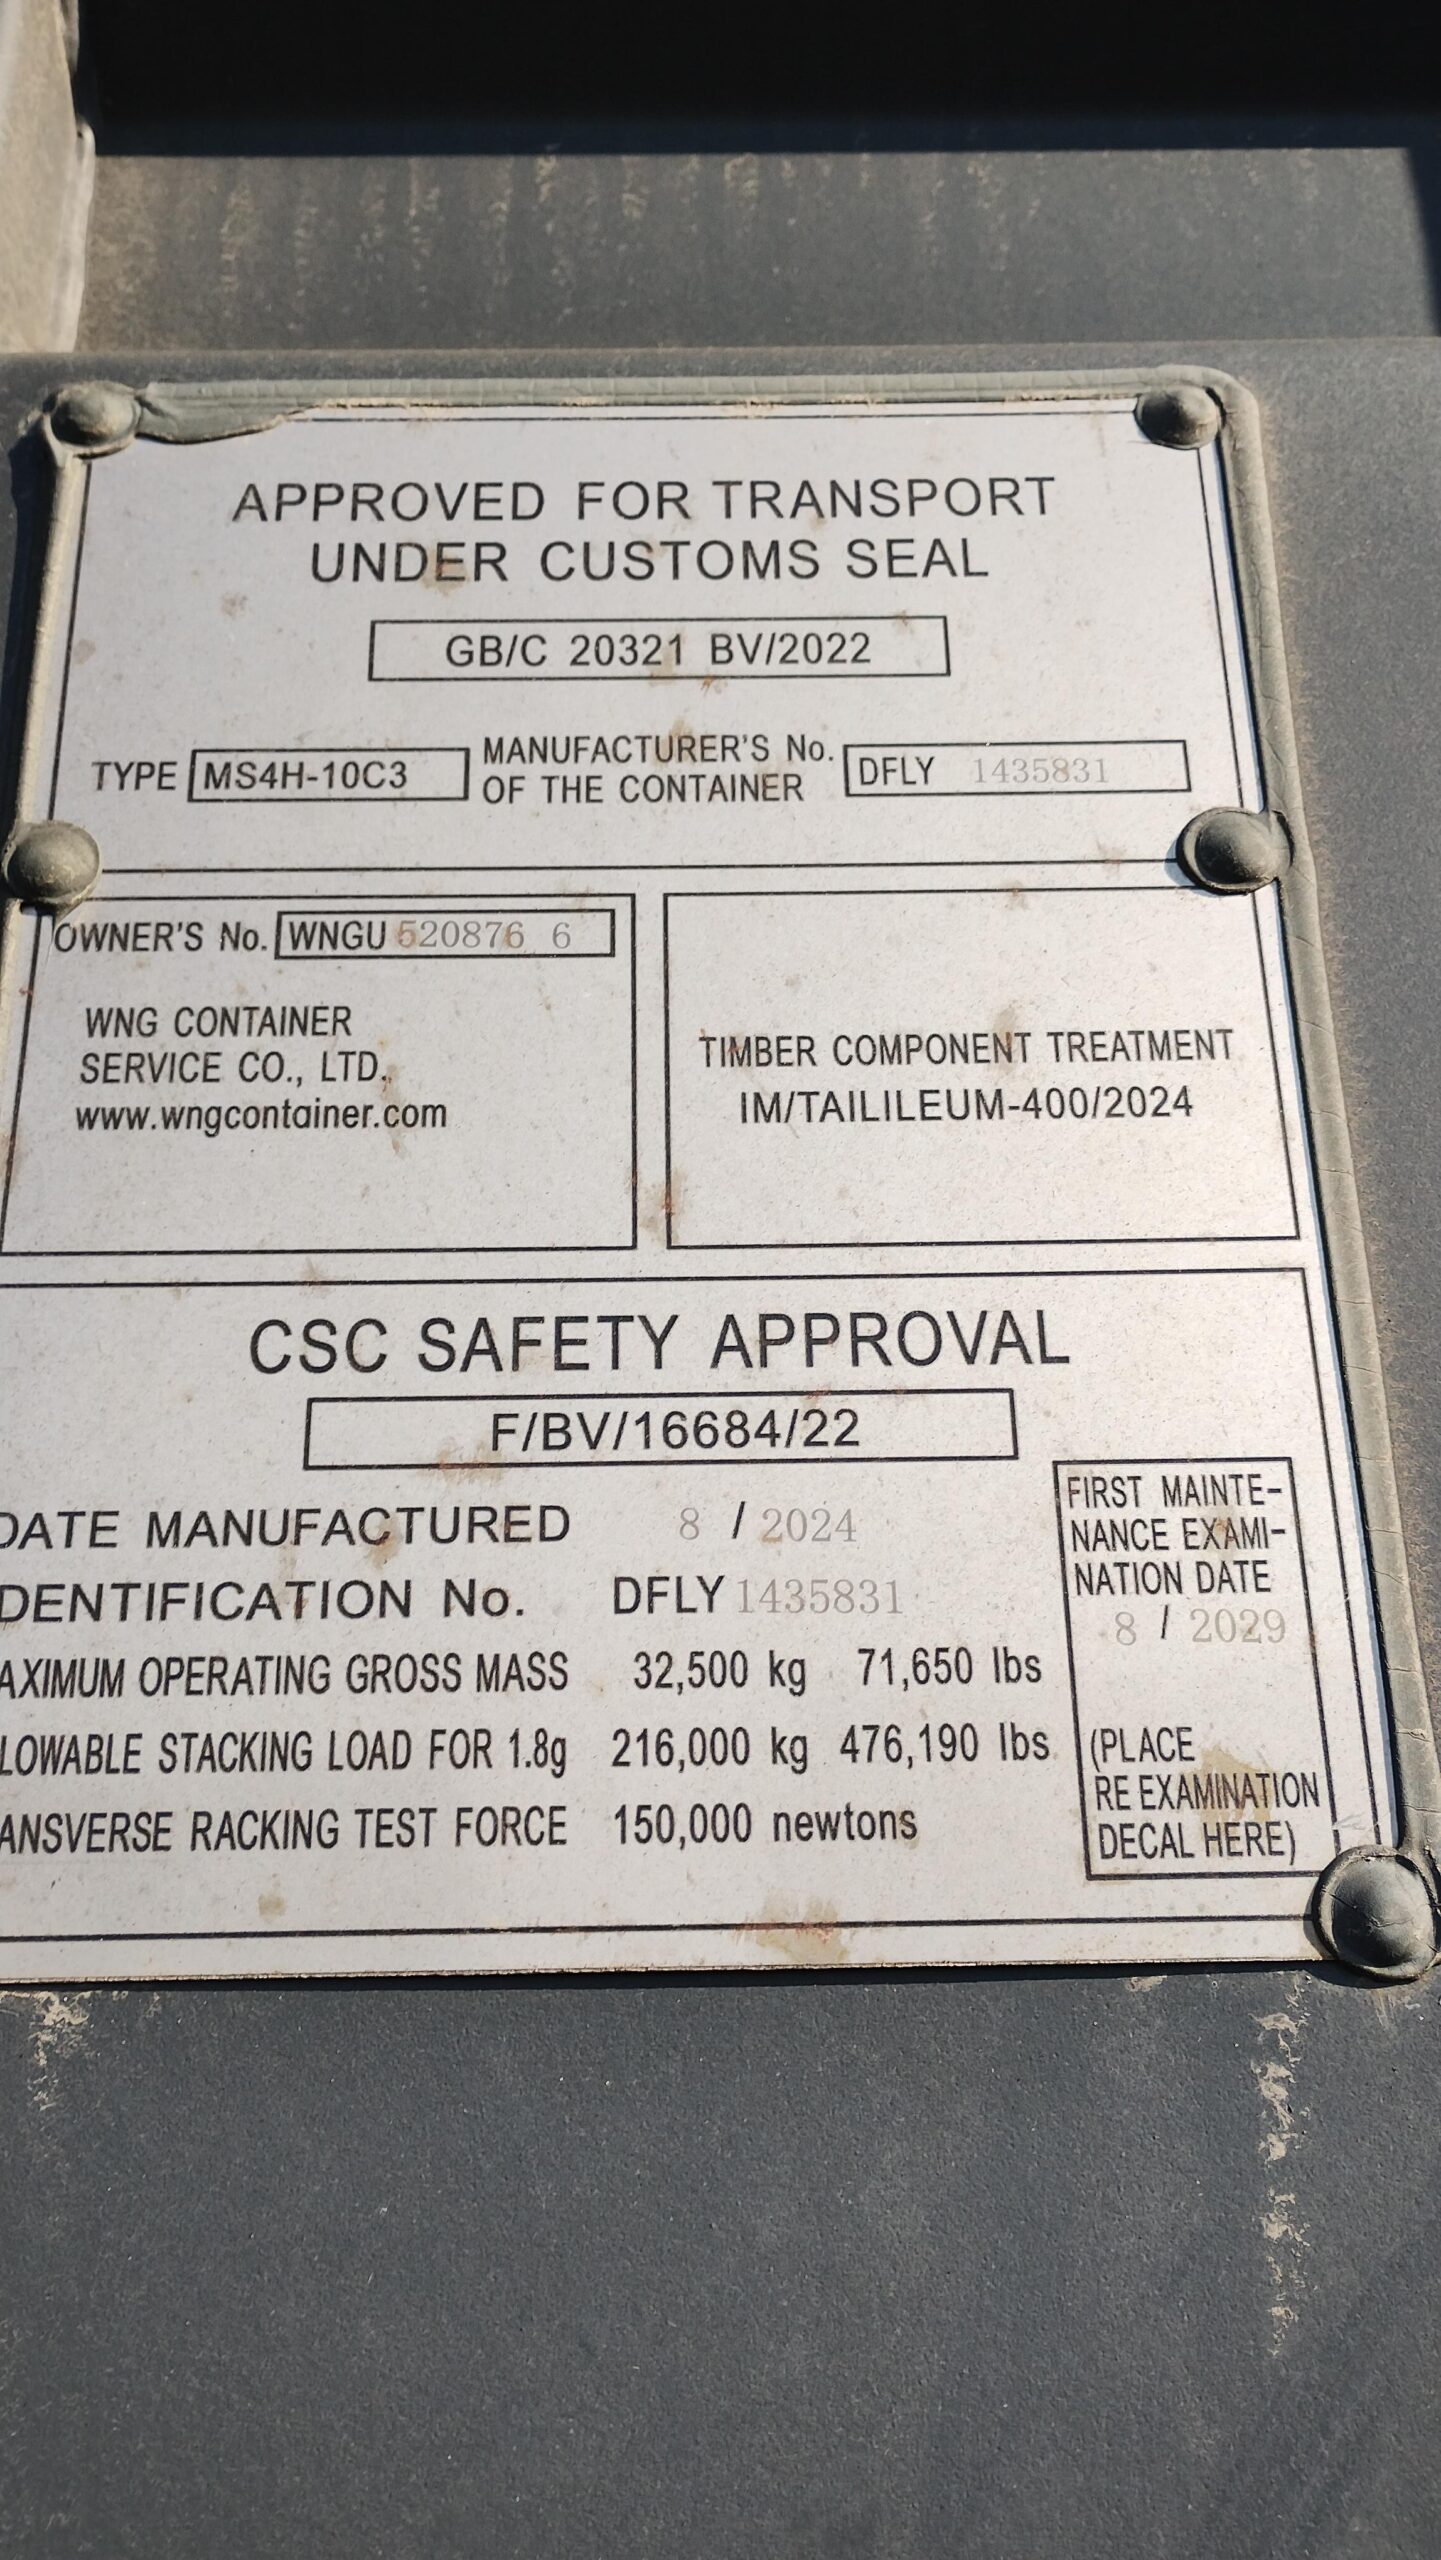 APPROVED FOR TRANSPORT
UNDER CUSTOMS SEAL
GB/C 20321 BV/2022
TYPE MS4H-10C3
MANUFACTURER'S No.
OF THE CONTAINER
DFLY 1435831
OWNER'S No. WNGU 520876 6
WNG CONTAINER
SERVICE CO., LTD.
www.wngcontainer.com
TIMBER COMPONENT TREATMENT
IM/TAILILEUM-400/2024
CSC SAFETY APPROVAL
F/BV/16684/22
DATE MANUFACTURED 8 / 2024
IDENTIFICATION No. DFLY 1435831
AXIMUM OPERATING GROSS MASS 32,500 kg 71,650 lbs
LOWABLE STACKING LOAD FOR 1.8g 216,000 kg 476,190 lbs
ANSVERSE RACKING TEST FORCE 150,000 newtons
FIRST MAINTE-
NANCE EXAMI-
NATION DATE
8 / 2029
(PLACE
RE EXAMINATION
DECAL HERE)